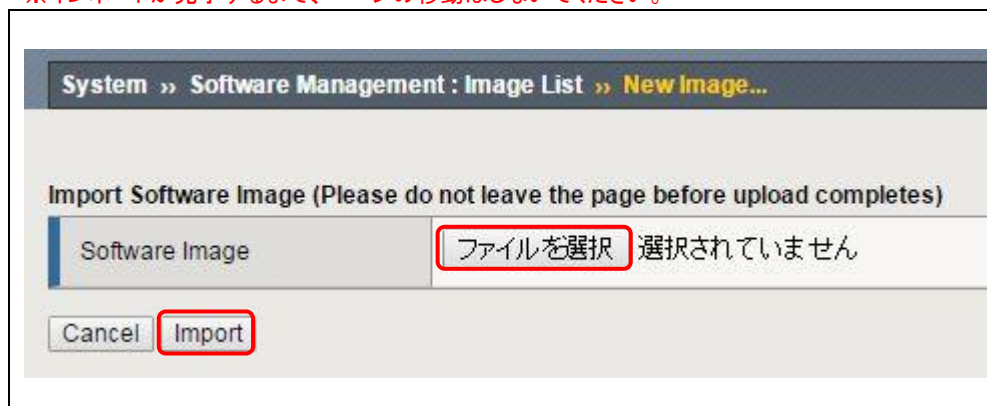 System » Software Management : Image List » New Image...
Import Software Image (Please do not leave the page before upload completes)
Software Image ファイルを選択 選択されていません
Cancel Import